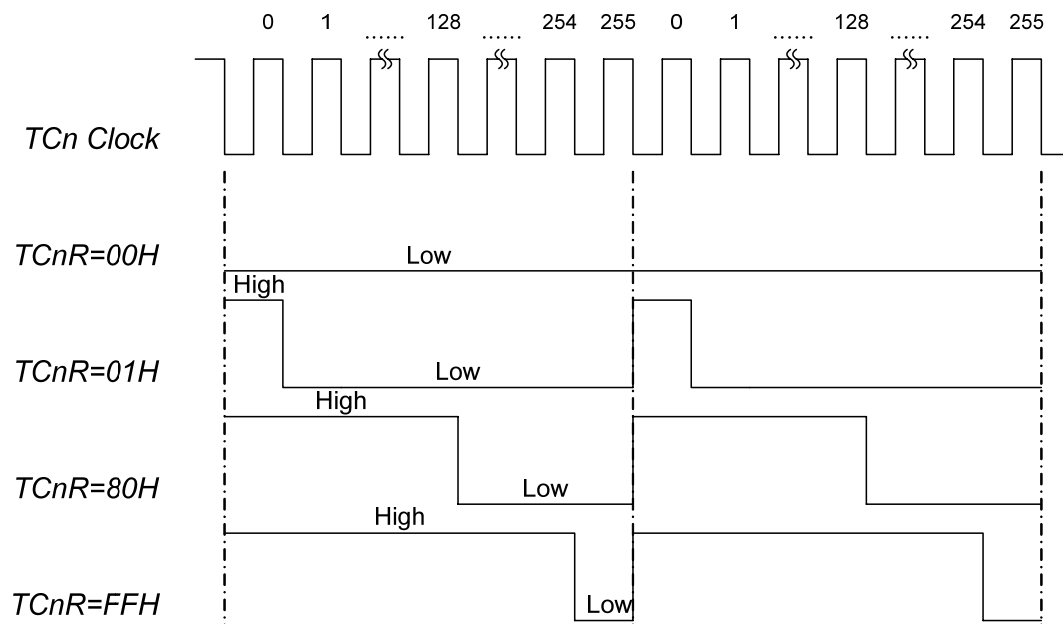 0 1 ...... 128 ...... 254 255 0 1 ...... 128 ...... 254 255
TCn Clock
TCnR=00H
Low
High
TCnR=01H
Low
High
TCnR=80H
Low
High
TCnR=FFH
Low